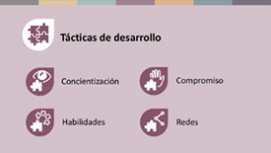 Tácticas de desarrollo
Concientización
Compromiso
Habilidades
Redes